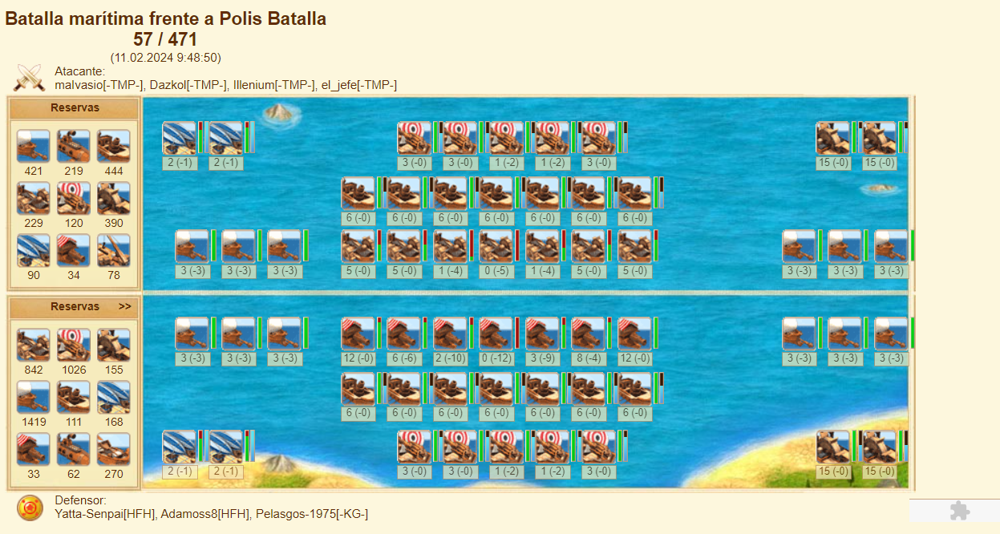 Batalla marítima frente a Polis Batalla
57 / 471
(11.02.2024 9:48:50)
Atacante:
malvasio[-TMP-], Dazkol[-TMP-], Illenium[-TMP-], el_jefe[-TMP-]
Reservas
421 219 444
229 120 390
90 34 78
2 (-1) 2 (-1) 3 (-0) 3 (-0) 1 (-2) 1 (-2) 3 (-0) 15 (-0) 15 (-0)
6 (-0) 6 (-0) 6 (-0) 6 (-0) 6 (-0) 6 (-0) 6 (-0)
3 (-3) 3 (-3) 3 (-3) 5 (-0) 5 (-0) 1 (-4) 0 (-5) 1 (-4) 5 (-0) 5 (-0) 3 (-3) 3 (-3) 3 (-3)
Reservas >>
842 1026 155
1419 111 168
33 62 270
3 (-3) 3 (-3) 3 (-3) 12 (-0) 6 (-6) 2 (-10) 0 (-12) 3 (-9) 8 (-4) 12 (-0) 3 (-3) 3 (-3) 3 (-3)
6 (-0) 6 (-0) 6 (-0) 6 (-0) 6 (-0) 6 (-0) 6 (-0)
2 (-1) 2 (-1) 3 (-0) 3 (-0) 1 (-2) 1 (-2) 3 (-0) 15 (-0) 15 (-0)
Defensor:
Yatta-Senpai[HFH], Adamoss8[HFH], Pelasgos-1975[-KG-]